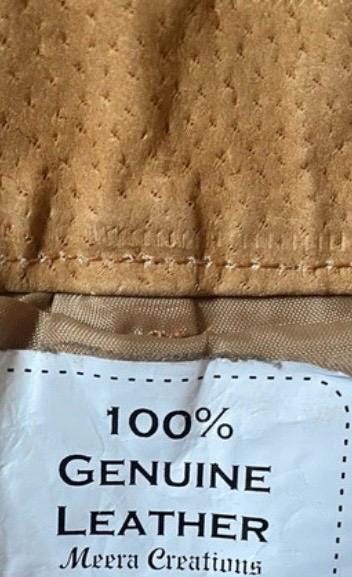 100%
GENUINE
LEATHER
Meera Creations